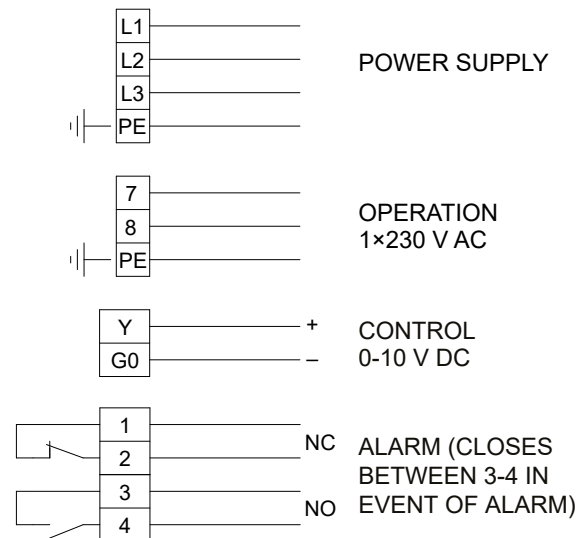 L1
L2
L3
PE
POWER SUPPLY
7
8
PE
OPERATION
1×230 V AC
Y
G0
+
–
CONTROL
0-10 V DC
1
2
3
4
NC
NO
ALARM (CLOSES
BETWEEN 3-4 IN
EVENT OF ALARM)